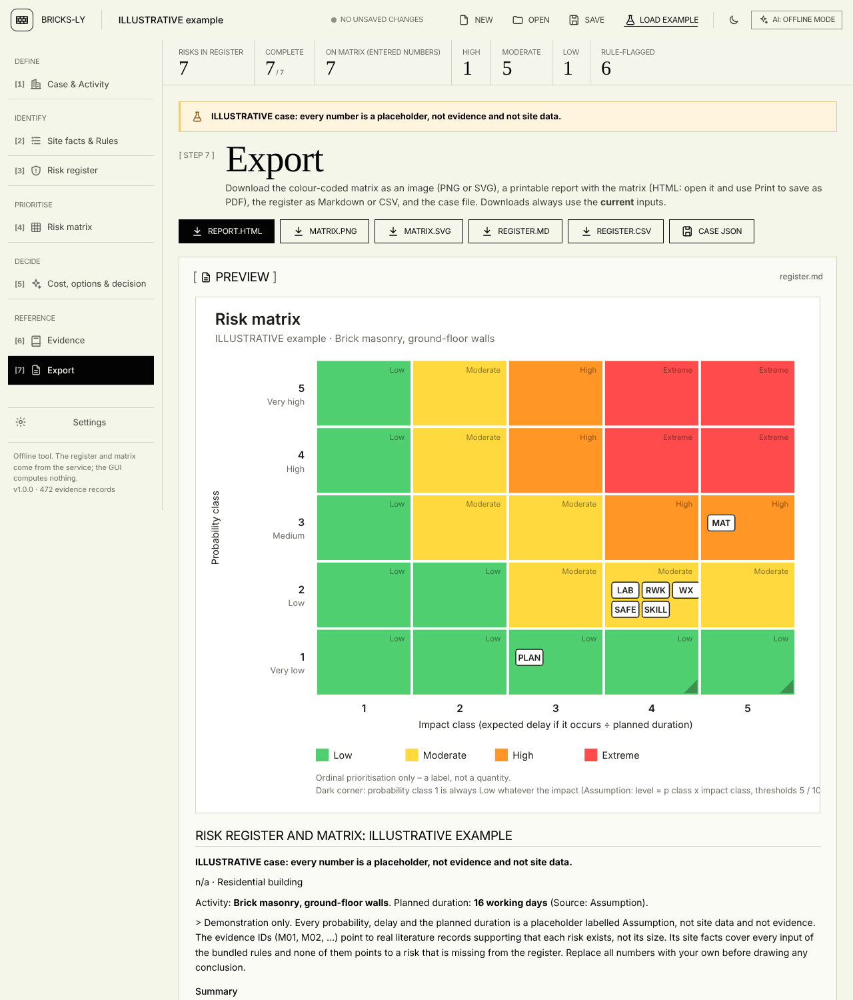 BRICKS-LY
ILLUSTRATIVE example
NO UNSAVED CHANGES
NEW
OPEN
SAVE
LOAD EXAMPLE
AI: OFFLINE MODE
DEFINE
[1] Case & Activity
IDENTIFY
[2] Site facts & Rules
[3] Risk register
PRIORITISE
[4] Risk matrix
DECIDE
[5] Cost, options & decision
REFERENCE
[6] Evidence
[7] Export
Settings
Offline tool. The register and matrix
come from the service; the GUI
computes nothing.
v1.0.0 · 472 evidence records
RISKS IN REGISTER
7
COMPLETE
7 / 7
ON MATRIX (ENTERED NUMBERS)
7
HIGH
1
MODERATE
5
LOW
1
RULE-FLAGGED
6
ILLUSTRATIVE case: every number is a placeholder, not evidence and not site data.
[ STEP 7 ]
Export
Download the colour-coded matrix as an image (PNG or SVG), a printable report with the matrix (HTML: open it and use Print to save as
PDF), the register as Markdown or CSV, and the case file. Downloads always use the current inputs.
REPORT.HTML
MATRIX.PNG
MATRIX.SVG
REGISTER.MD
REGISTER.CSV
CASE JSON
[ PREVIEW ]
register.md
Risk matrix
ILLUSTRATIVE example · Brick masonry, ground-floor walls
Probability class
5
Very high
Low
Moderate
High
Extreme
Extreme
4
High
Low
Moderate
High
Extreme
Extreme
3
Medium
Low
Moderate
Moderate
High
High
MAT
2
Low
Low
Low
Moderate
Moderate
Moderate
LAB RWK WX
SAFE SKILL
1
Very low
Low
Low
Low
Low
Low
PLAN
1 2 3 4 5
Impact class (expected delay if it occurs ÷ planned duration)
Low
Moderate
High
Extreme
Ordinal prioritisation only – a label, not a quantity.
Dark corner: probability class 1 is always Low whatever the impact (Assumption: level = p class x impact class, thresholds 5 / 10
RISK REGISTER AND MATRIX: ILLUSTRATIVE EXAMPLE
ILLUSTRATIVE case: every number is a placeholder, not evidence and not site data.
n/a · Residential building
Activity: Brick masonry, ground-floor walls. Planned duration: 16 working days (Source: Assumption).
> Demonstration only. Every probability, delay and the planned duration is a placeholder labelled Assumption, not site data and not evidence.
The evidence IDs (M01, M02, ...) point to real literature records supporting that each risk exists, not its size. Its site facts cover every input of
the bundled rules and none of them points to a risk that is missing from the register. Replace all numbers with your own before drawing any
conclusion.
Summary